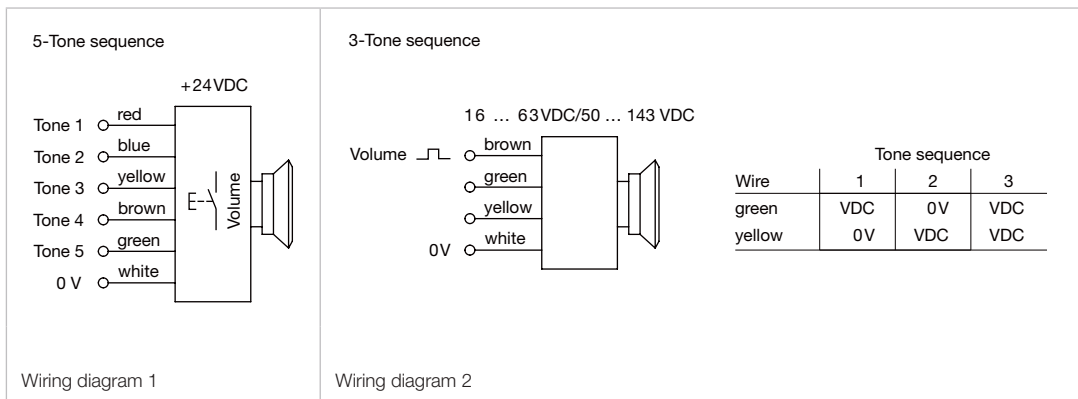 5-Tone sequence
+24VDC
Tone 1 red
Tone 2 blue
Tone 3 yellow
Tone 4 brown
Tone 5 green
0 V white
Volume
Wiring diagram 1
3-Tone sequence
16 ... 63VDC/50 ... 143 VDC
Volume brown
green
yellow
0V white
Tone sequence
Wire 1 2 3
green VDC 0V VDC
yellow 0V VDC VDC
Wiring diagram 2